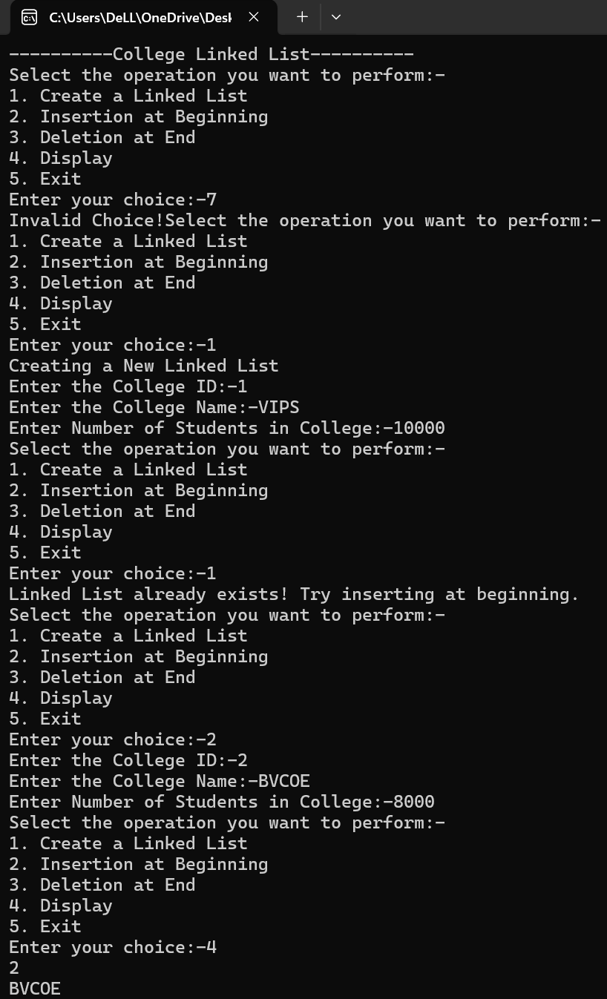 C:\Users\DeLL\OneDrive\Desk
----------College Linked List----------
Select the operation you want to perform:-
1. Create a Linked List
2. Insertion at Beginning
3. Deletion at End
4. Display
5. Exit
Enter your choice:-7
Invalid Choice!Select the operation you want to perform:-
1. Create a Linked List
2. Insertion at Beginning
3. Deletion at End
4. Display
5. Exit
Enter your choice:-1
Creating a New Linked List
Enter the College ID:-1
Enter the College Name:-VIPS
Enter Number of Students in College:-10000
Select the operation you want to perform:-
1. Create a Linked List
2. Insertion at Beginning
3. Deletion at End
4. Display
5. Exit
Enter your choice:-1
Linked List already exists! Try inserting at beginning.
Select the operation you want to perform:-
1. Create a Linked List
2. Insertion at Beginning
3. Deletion at End
4. Display
5. Exit
Enter your choice:-2
Enter the College ID:-2
Enter the College Name:-BVCOE
Enter Number of Students in College:-8000
Select the operation you want to perform:-
1. Create a Linked List
2. Insertion at Beginning
3. Deletion at End
4. Display
5. Exit
Enter your choice:-4
2
BVCOE